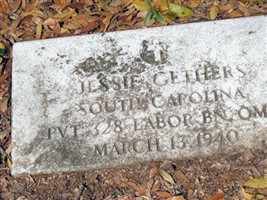 JESSIE GETHERS
SOUTH CAROLINA
PVT. 328 LABOR BN. QMC
MARCH 13, 1940